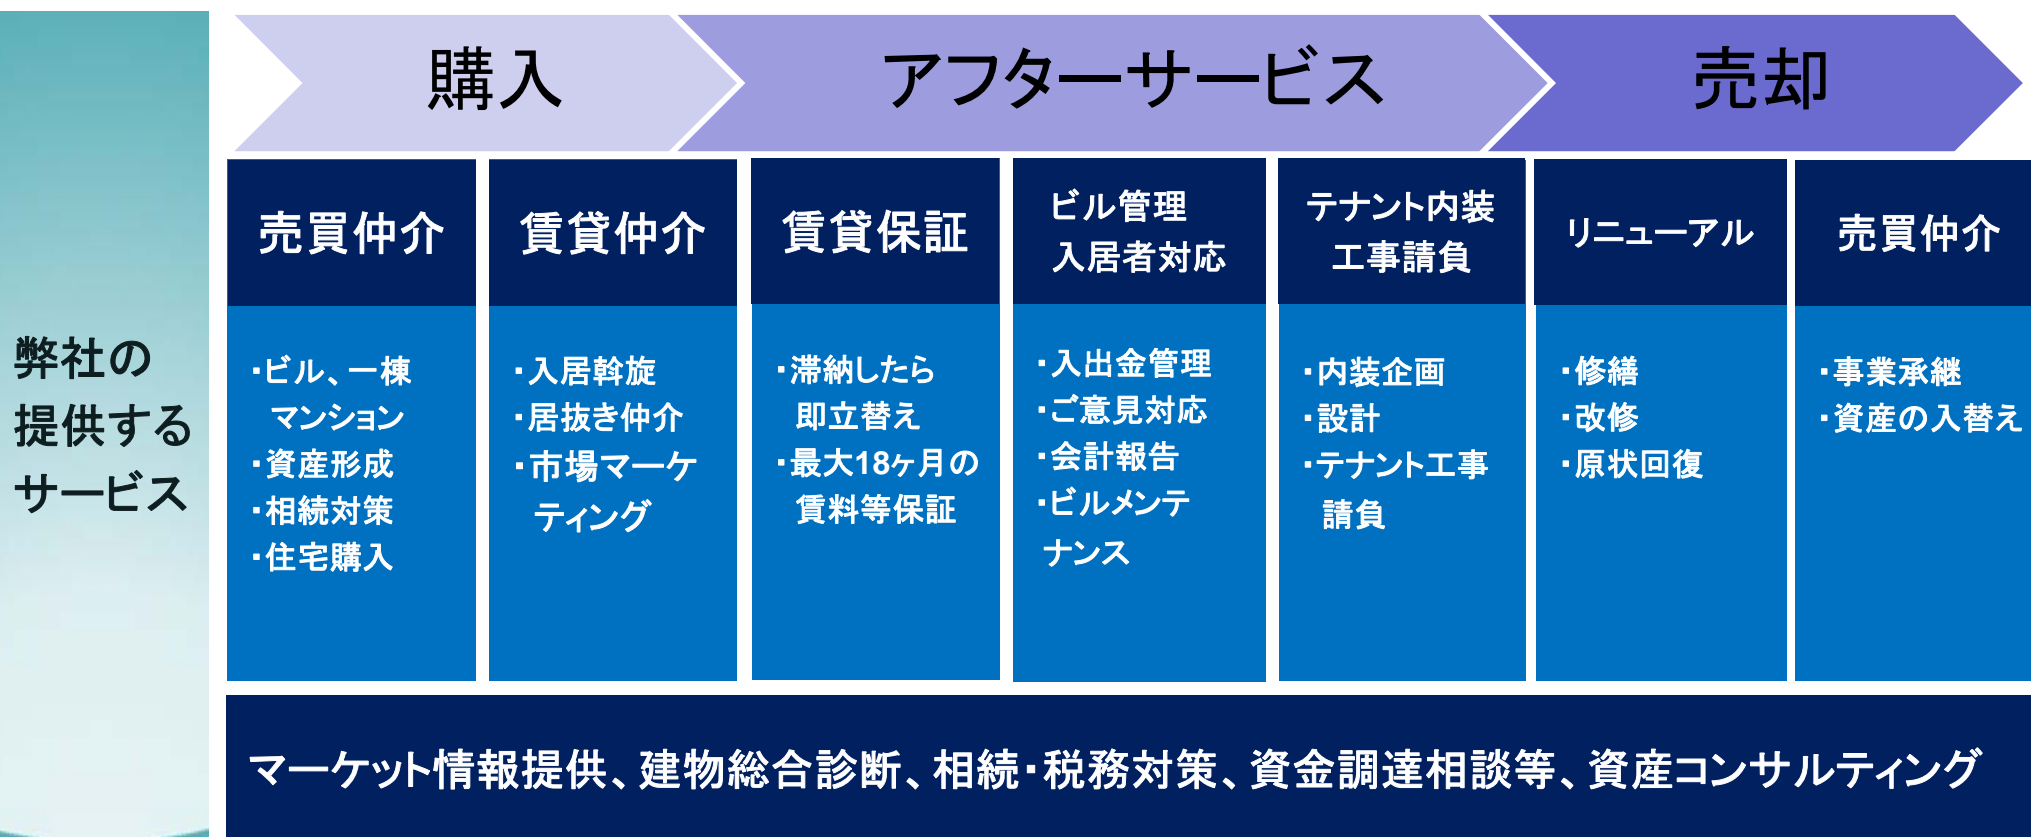 購入
アフターサービス
売却
弊社の
提供する
サービス
売買仲介
・ビル、一棟
マンション
・資産形成
・相続対策
・住宅購入
賃貸仲介
・入居斡旋
・居抜き仲介
・市場マーケ
ティング
賃貸保証
・滞納したら
即立替え
・最大18ヶ月の
賃料等保証
ビル管理
入居者対応
・入出金管理
・ご意見対応
・会計報告
・ビルメンテ
ナンス
テナント内装
工事請負
・内装企画
・設計
・テナント工事
請負
リニューアル
・修繕
・改修
・原状回復
売買仲介
・事業承継
・資産の入替え
マーケット情報提供、建物総合診断、相続・税務対策、資金調達相談等、資産コンサルティング